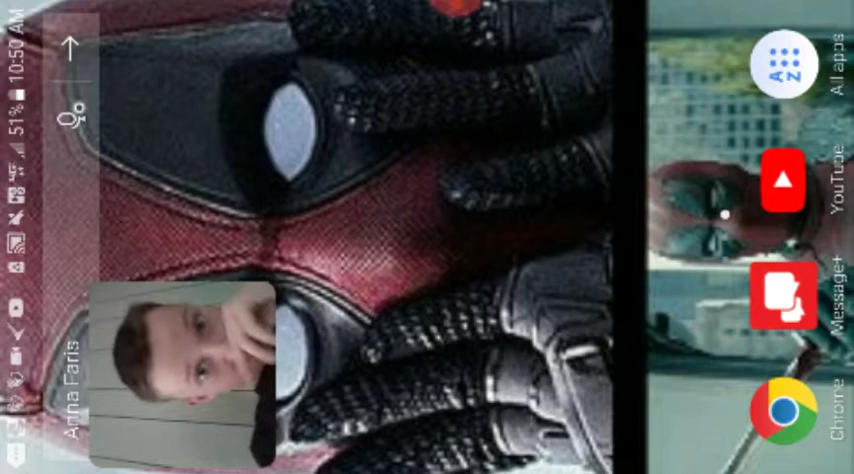 51% 10:50 AM
Anna Faris
Chrome
Message+
YouTube
All apps
A
Z